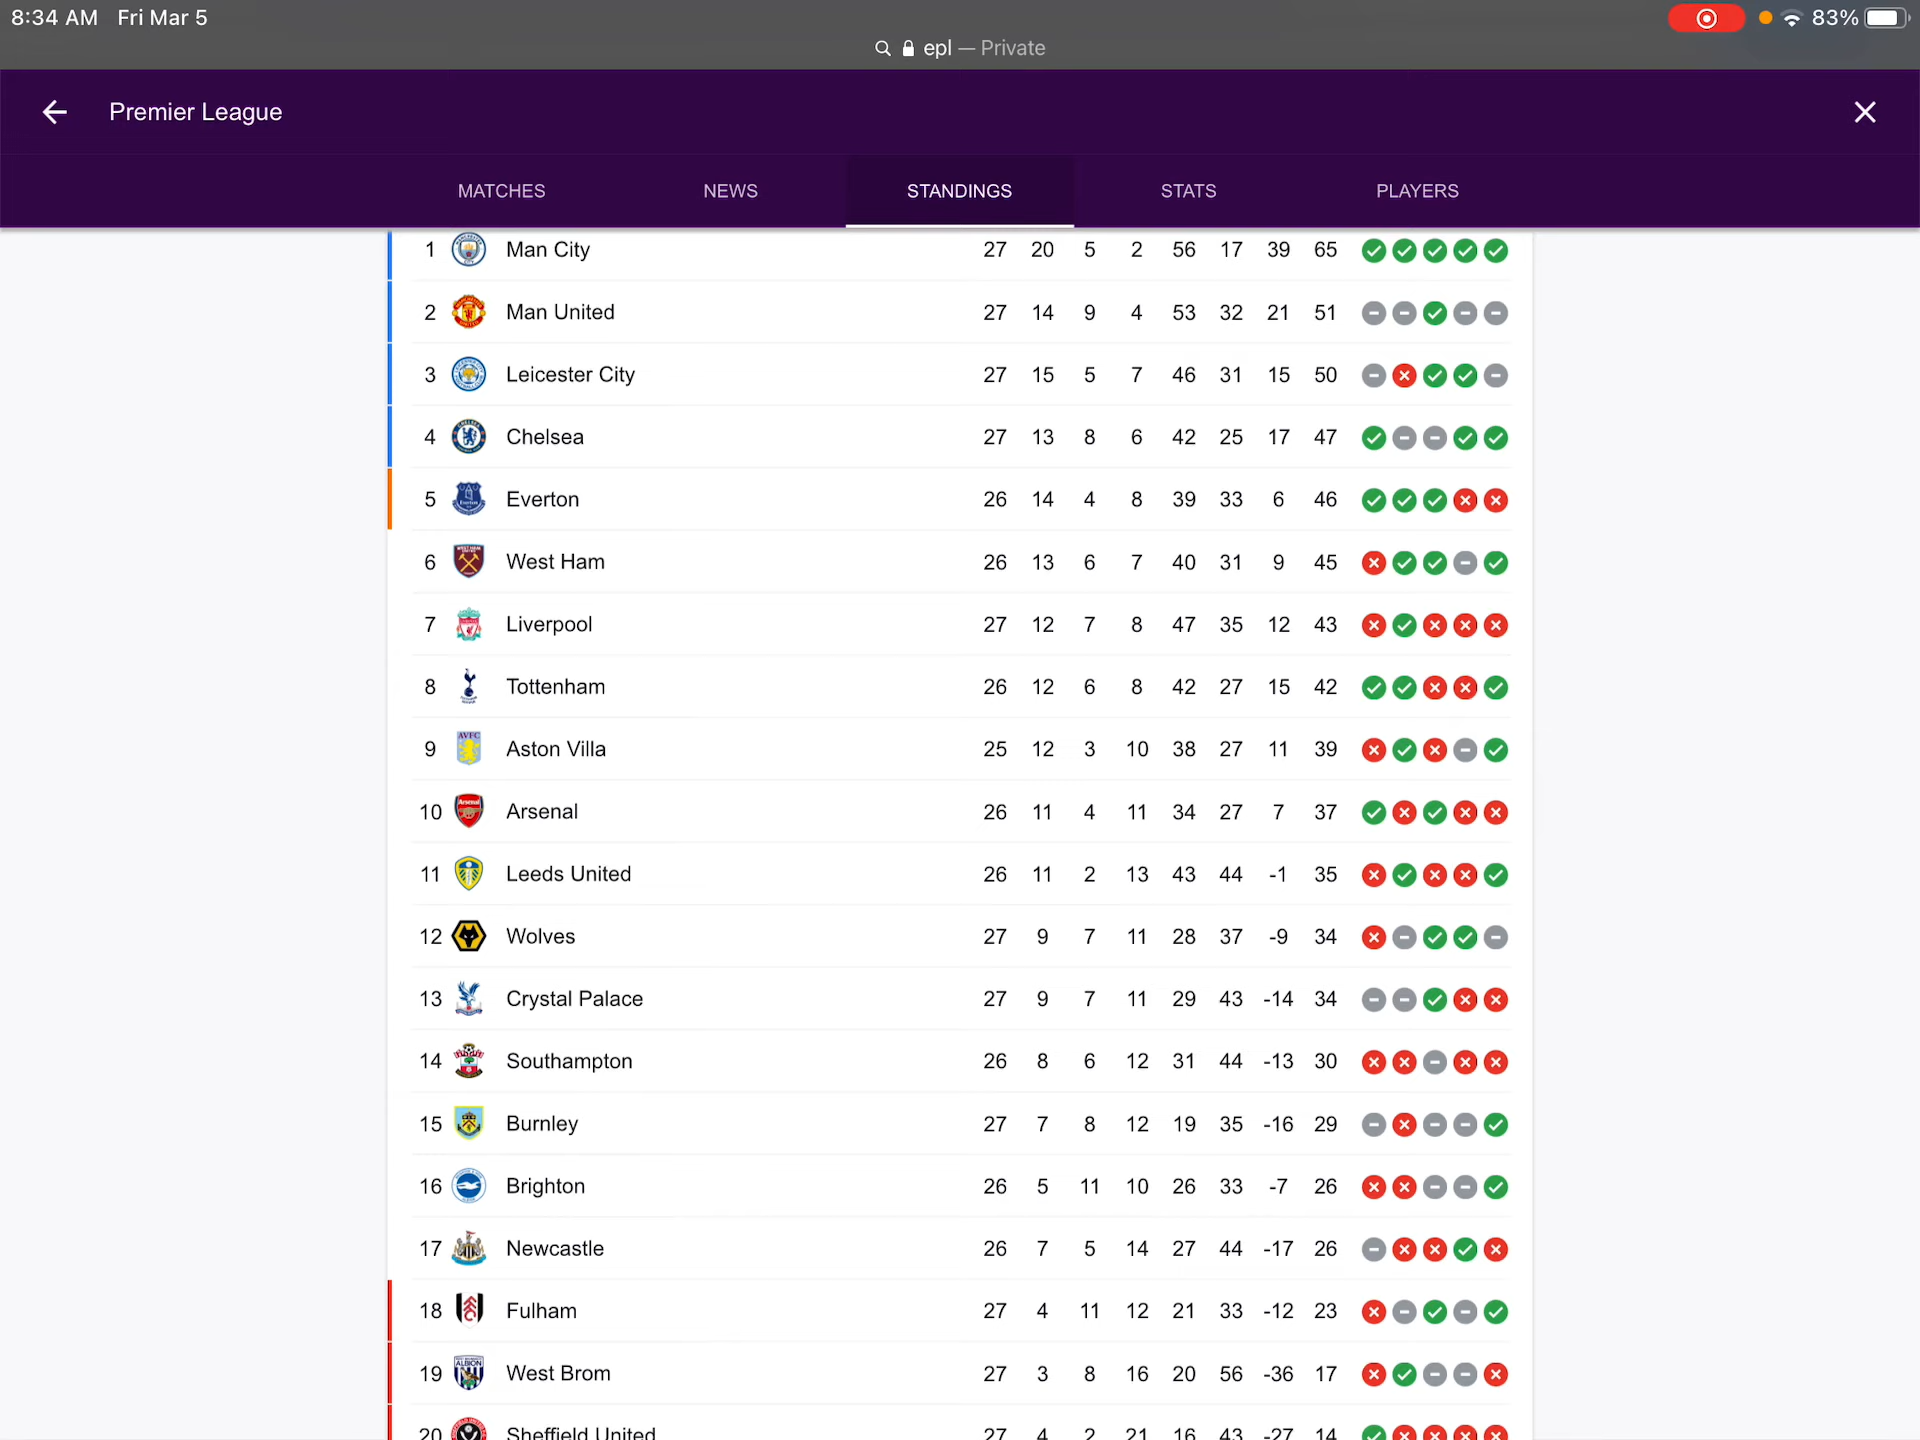 8:34 AM Fri Mar 5 83%
epl — Private
Premier League
MATCHES NEWS STANDINGS STATS PLAYERS
1 Man City 27 20 5 2 56 17 39 65
2 Man United 27 14 9 4 53 32 21 51
3 Leicester City 27 15 5 7 46 31 15 50
4 Chelsea 27 13 8 6 42 25 17 47
5 Everton 26 14 4 8 39 33 6 46
6 West Ham 26 13 6 7 40 31 9 45
7 Liverpool 27 12 7 8 47 35 12 43
8 Tottenham 26 12 6 8 42 27 15 42
9 Aston Villa 25 12 3 10 38 27 11 39
10 Arsenal 26 11 4 11 34 27 7 37
11 Leeds United 26 11 2 13 43 44 -1 35
12 Wolves 27 9 7 11 28 37 -9 34
13 Crystal Palace 27 9 7 11 29 43 -14 34
14 Southampton 26 8 6 12 31 44 -13 30
15 Burnley 27 7 8 12 19 35 -16 29
16 Brighton 26 5 11 10 26 33 -7 26
17 Newcastle 26 7 5 14 27 44 -17 26
18 Fulham 27 4 11 12 21 33 -12 23
19 West Brom 27 3 8 16 20 56 -36 17
20 Sheffield United 27 4 2 21 16 43 -27 14